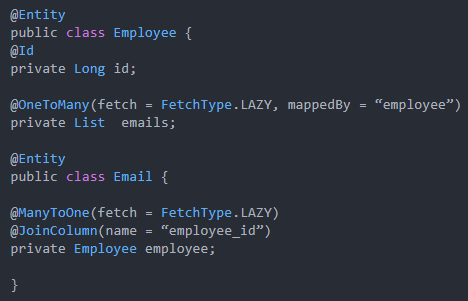 @Entity
public class Employee {
@Id
private Long id;
@OneToMany(fetch = FetchType.LAZY, mappedBy = “employee”)
private List  emails;
@Entity
public class Email {
@ManyToOne(fetch = FetchType.LAZY)
@JoinColumn(name = “employee_id”)
private Employee employee;
}